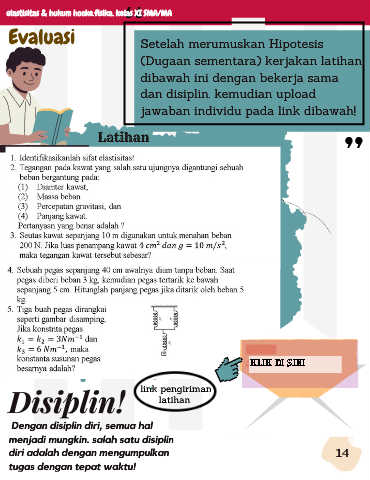 elastisitas & hukum hooke fisika, kelas XI SMA/MA
Evaluasi
Setelah merumuskan Hipotesis
(Dugaan sementara) kerjakan latihan
dibawah ini dengan bekerja sama
dan disiplin. kemudian upload
jawaban individu pada link dibawah!
Latihan
1. Identifikasikanlah sifat elastisitas!
2. Tegangan pada kawat yang salah satu ujungnya digantungi sebuah
beban bergantung pada:
(1) Diamter kawat,
(2) Massa beban
(3) Percepatan gravitasi, dan
(4) Panjang kawat.
Pertanyaan yang benar adalah ?
3. Seutas kawat sepanjang 10 m digunakan untuk menahan beban
200 N. Jika luas penampang kawat 4 cm² dan g = 10 m/s²,
maka tegangan kawat tersebut sebesar?
4. Sebuah pegas sepanjang 40 cm awalnya diam tanpa beban. Saat
pegas diberi beban 3 kg, kemudian pegas tertarik ke bawah
sepanjang 5 cm. Hitunglah panjang pegas jika ditarik oleh beban 5
kg.
5. Tiga buah pegas dirangkai
seperti gambar disamping.
Jika konstnta pegas
k₁ = k₂ = 3Nm⁻¹ dan
k₃ = 6 Nm⁻¹, maka
konstanta susunan pegas
besarnya adalah?
KLIK DI SINI
link pengiriman
latihan
Disiplin!
Dengan disiplin diri, semua hal
menjadi mungkin. salah satu disiplin
diri adalah dengan mengumpulkan
tugas dengan tepat waktu!
14